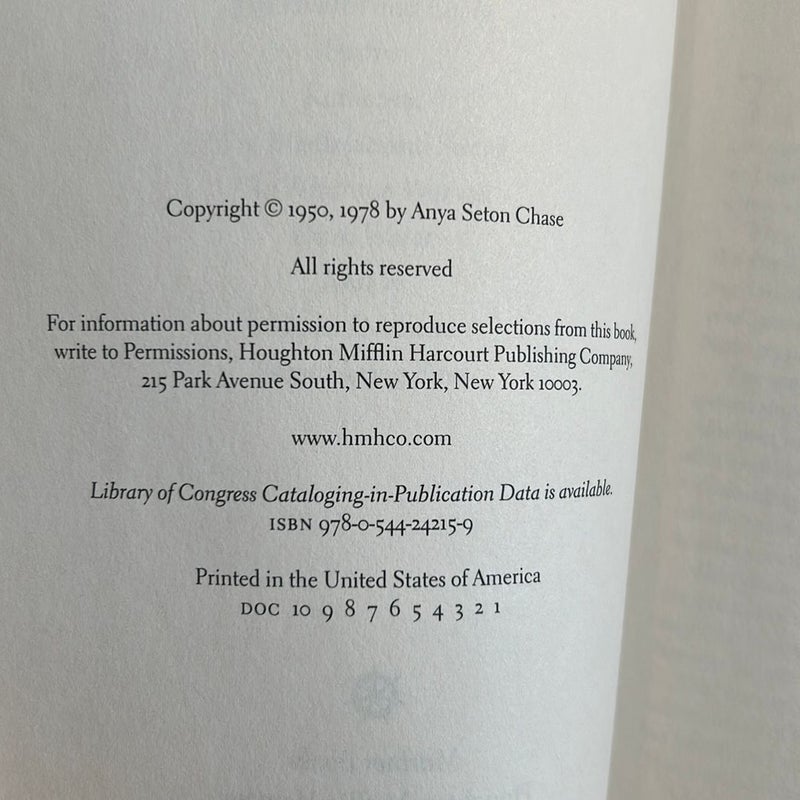 Copyright © 1950, 1978 by Anya Seton Chase
All rights reserved
For information about permission to reproduce selections from this book,
write to Permissions, Houghton Mifflin Harcourt Publishing Company,
215 Park Avenue South, New York, New York 10003.
www.hmhco.com
Library of Congress Cataloging-in-Publication Data is available.
ISBN 978-0-544-24215-9
Printed in the United States of America
DOC 10 9 8 7 6 5 4 3 2 1